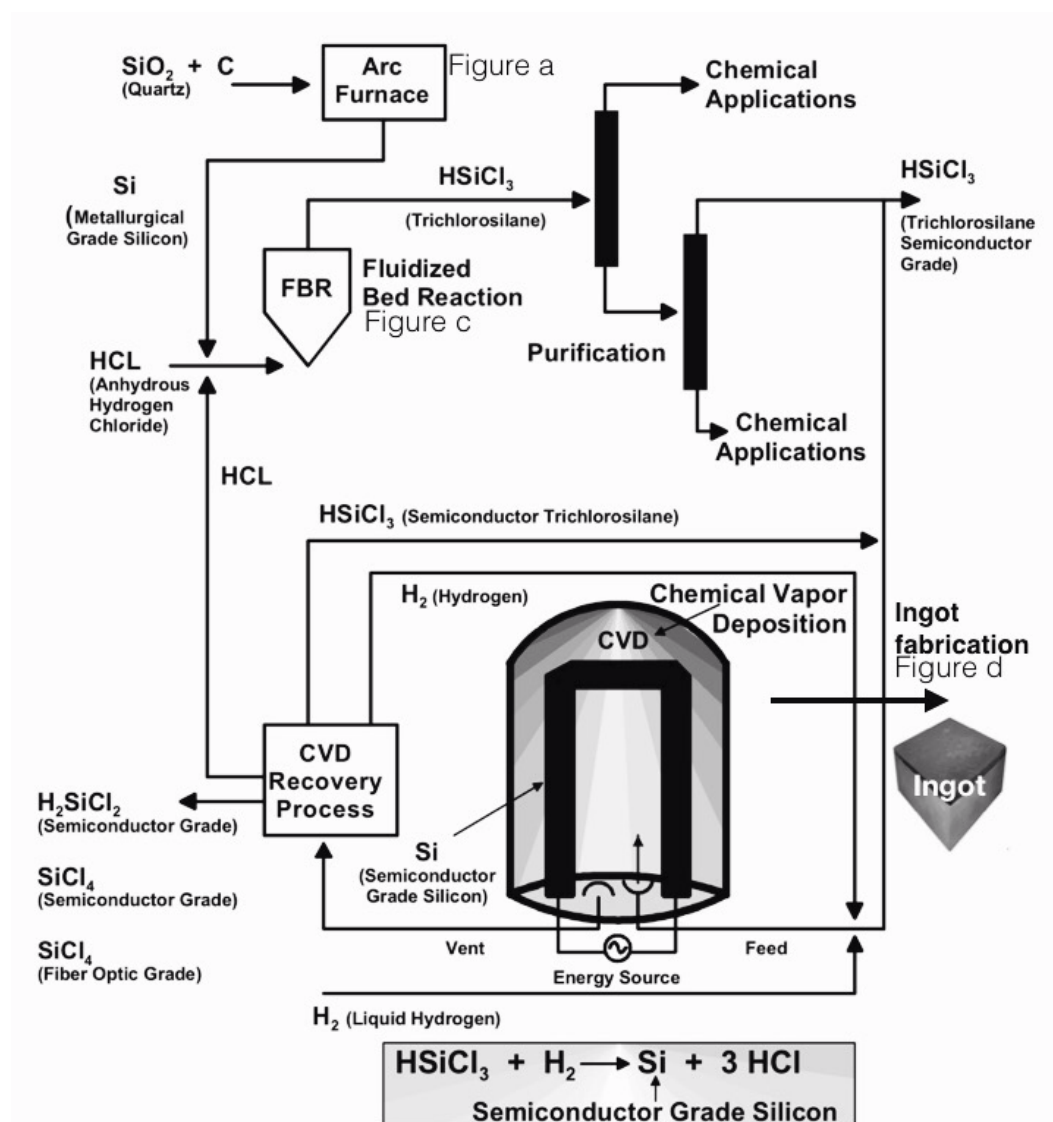 SiO₂ + C
(Quartz)
Arc
Furnace
Figure a
Chemical
Applications
HSiCl₃
(Trichlorosilane)
HSiCl₃
(Trichlorosilane
Semiconductor
Grade)
Si
(Metallurgical
Grade Silicon)
FBR
Fluidized
Bed Reaction
Figure c
Purification
HCL
(Anhydrous
Hydrogen
Chloride)
Chemical
Applications
HCL
HSiCl₃ (Semiconductor Trichlorosilane)
H₂ (Hydrogen)
Chemical Vapor
Deposition
CVD
Ingot
fabrication
Figure d
Ingot
CVD
Recovery
Process
H₂SiCl₂
(Semiconductor Grade)
SiCl₄
(Semiconductor Grade)
SiCl₄
(Fiber Optic Grade)
Si
(Semiconductor
Grade Silicon)
Vent
Feed
Energy Source
H₂ (Liquid Hydrogen)
HSiCl₃ + H₂ → Si + 3 HCl
Semiconductor Grade Silicon